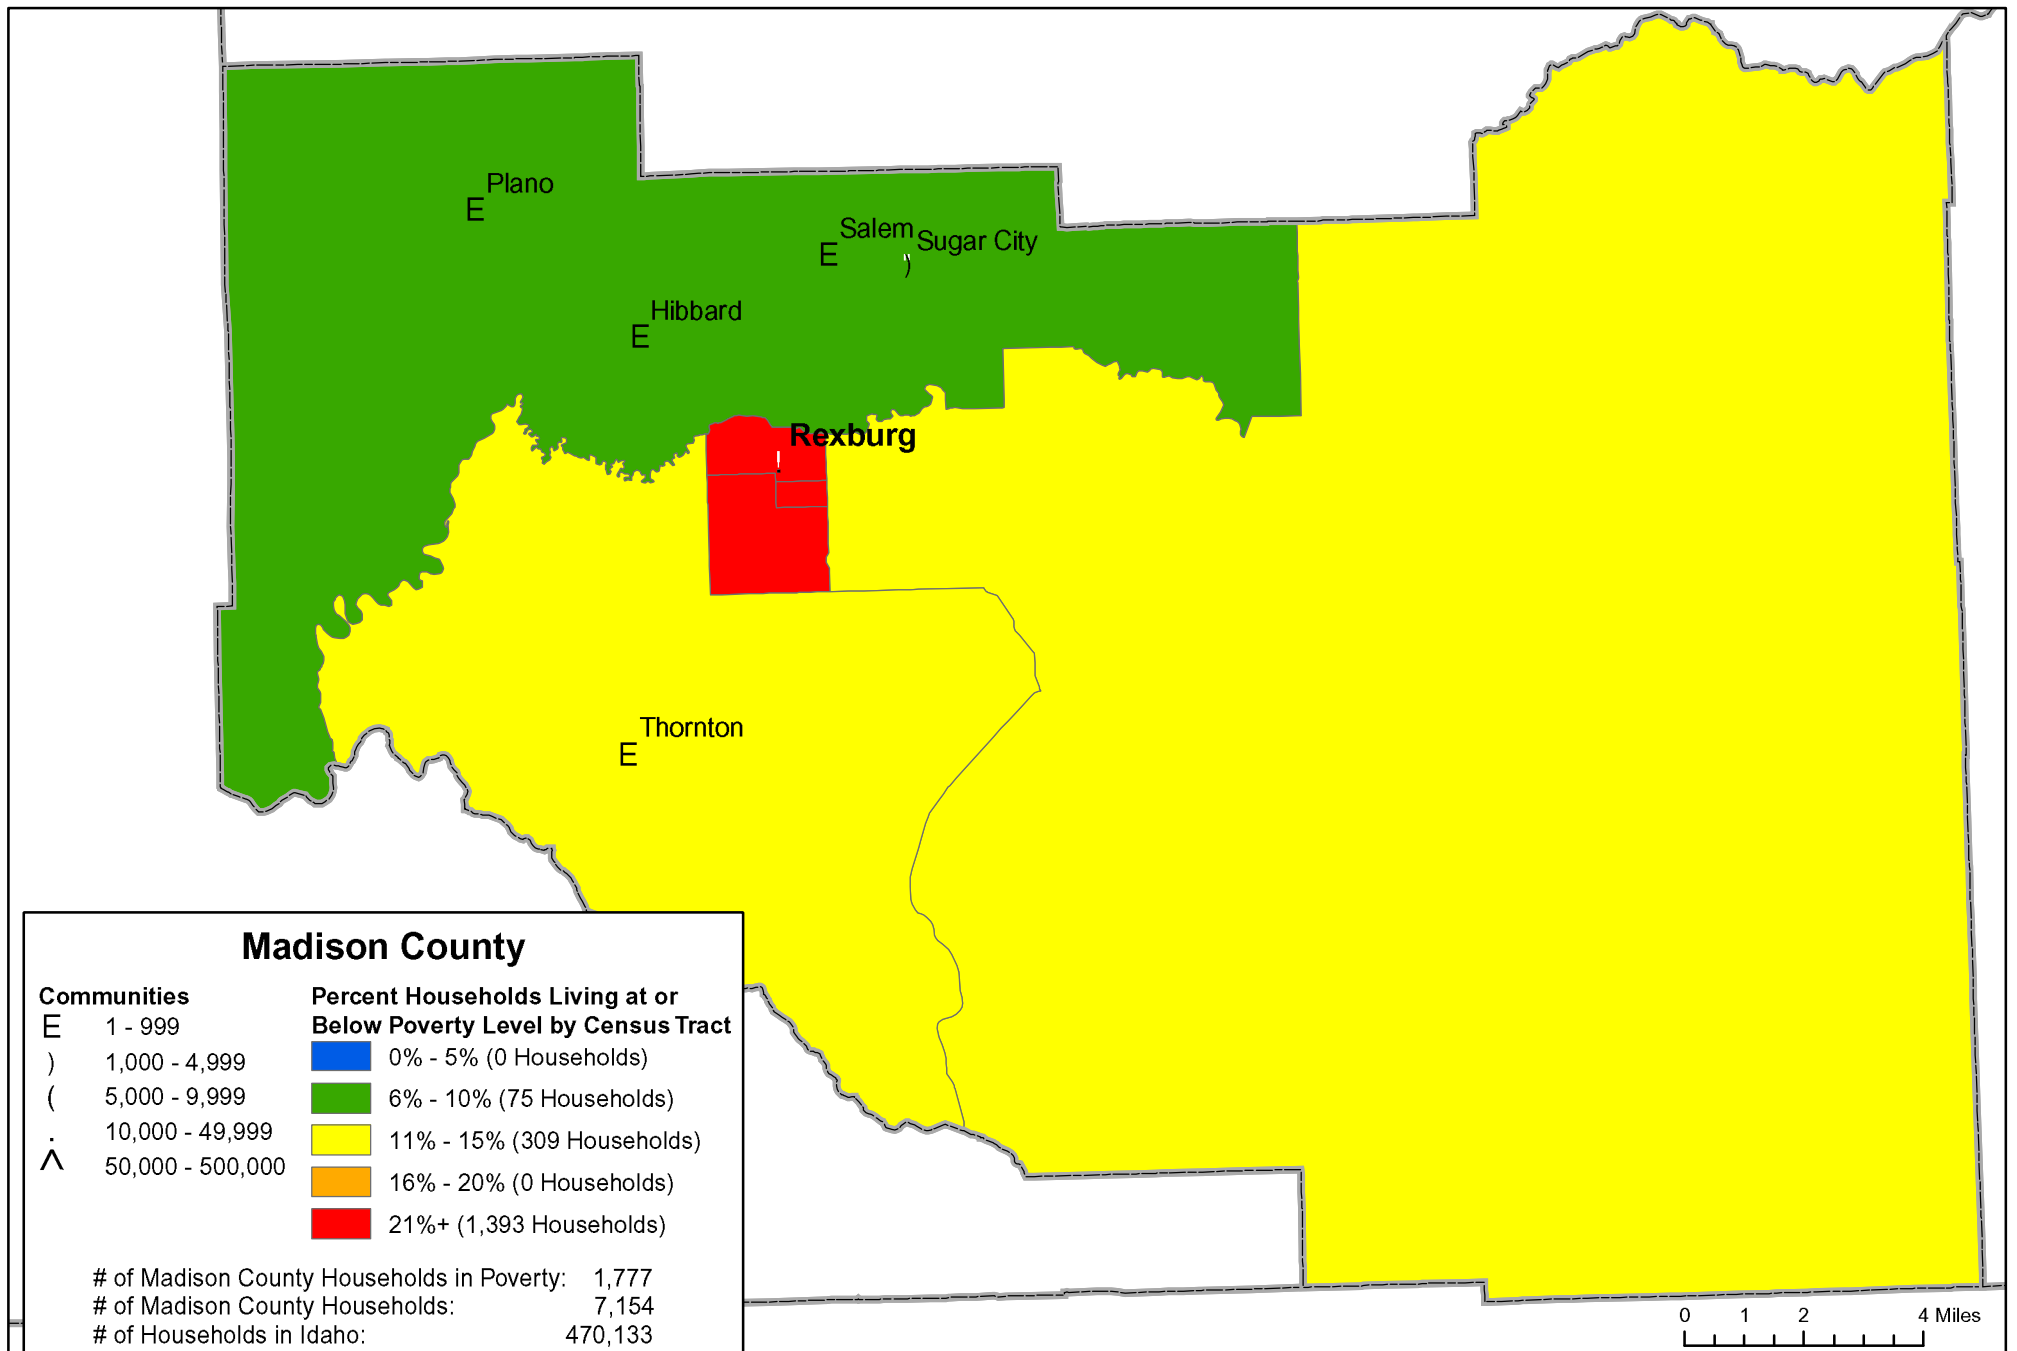 Plano
E
Salem
Sugar City
E
)
Hibbard
E
Rexburg
Thornton
E
Madison County
Communities
E 1 - 999
) 1,000 - 4,999
( 5,000 - 9,999
. 10,000 - 49,999
^ 50,000 - 500,000
Percent Households Living at or
Below Poverty Level by Census Tract
0% - 5% (0 Households)
6% - 10% (75 Households)
11% - 15% (309 Households)
16% - 20% (0 Households)
21%+ (1,393 Households)
# of Madison County Households in Poverty: 1,777
# of Madison County Households: 7,154
# of Households in Idaho: 470,133
0 1 2 4 Miles